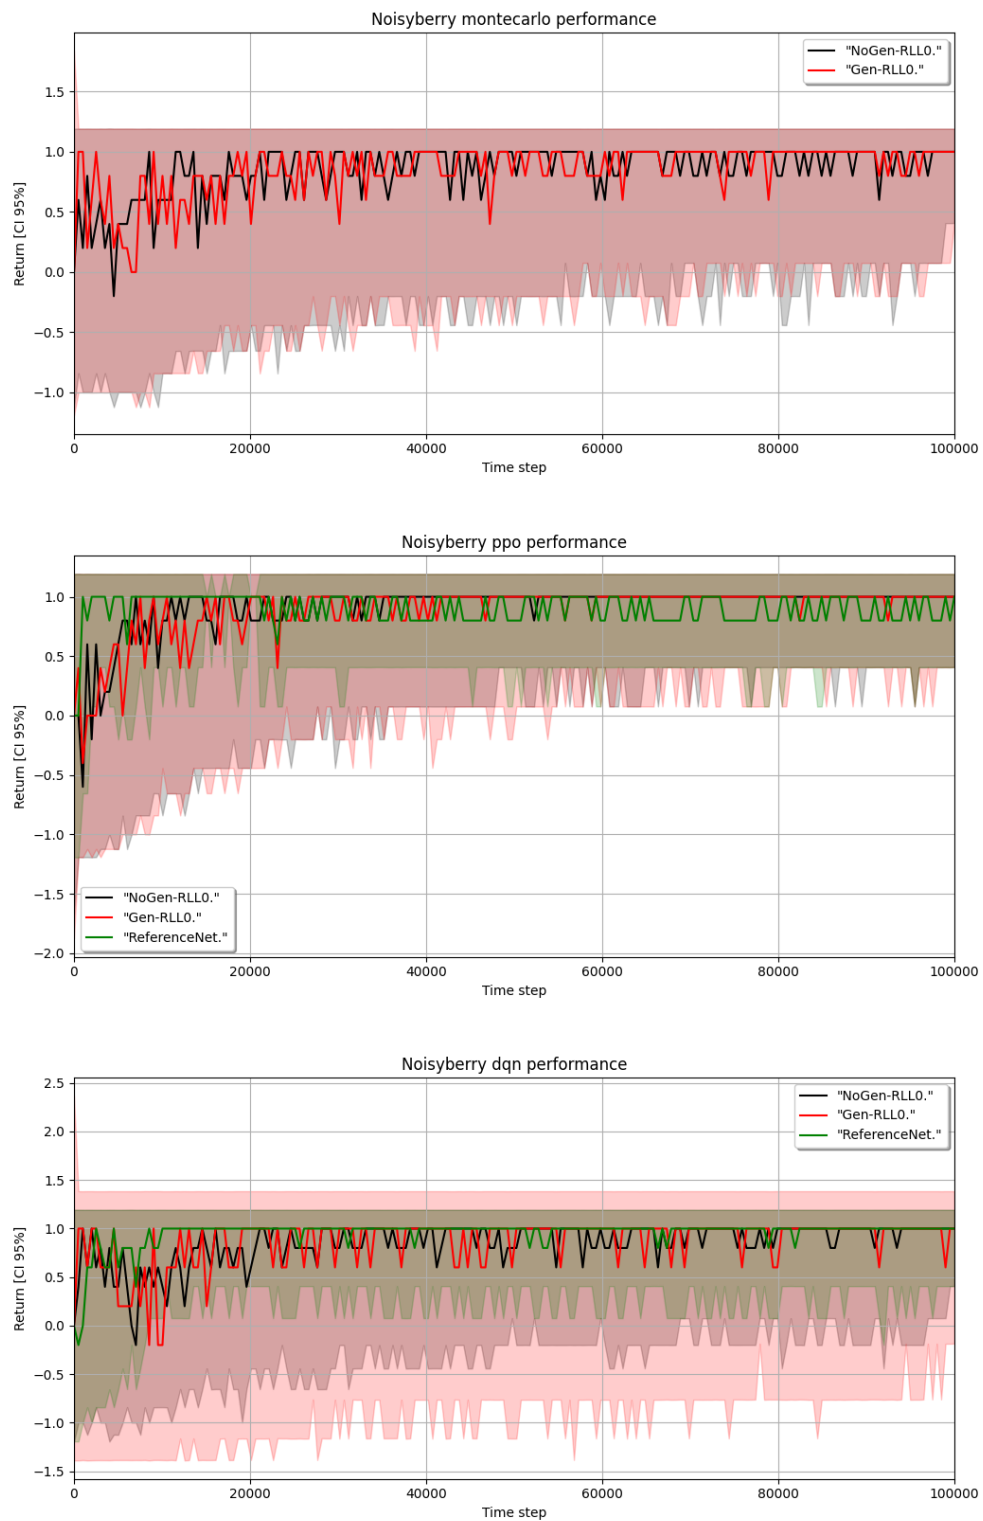 Noisyberry montecarlo performance
"NoGen-RLL0."
"Gen-RLL0."
1.5
1.0
0.5
0.0
−0.5
−1.0
Return [CI 95%]
0 20000 40000 60000 80000 100000
Time step
Noisyberry ppo performance
1.0
0.5
0.0
−0.5
−1.0
−1.5
−2.0
Return [CI 95%]
"NoGen-RLL0."
"Gen-RLL0."
"ReferenceNet."
0 20000 40000 60000 80000 100000
Time step
Noisyberry dqn performance
"NoGen-RLL0."
"Gen-RLL0."
"ReferenceNet."
2.5
2.0
1.5
1.0
0.5
0.0
−0.5
−1.0
−1.5
Return [CI 95%]
0 20000 40000 60000 80000 100000
Time step